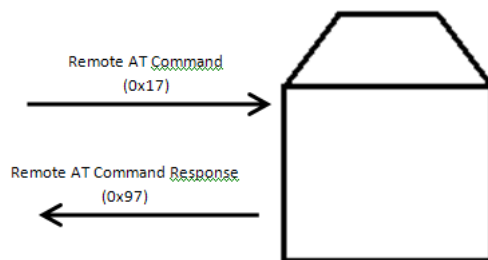 Remote AT Command
(0x17)
Remote AT Command Response
(0x97)